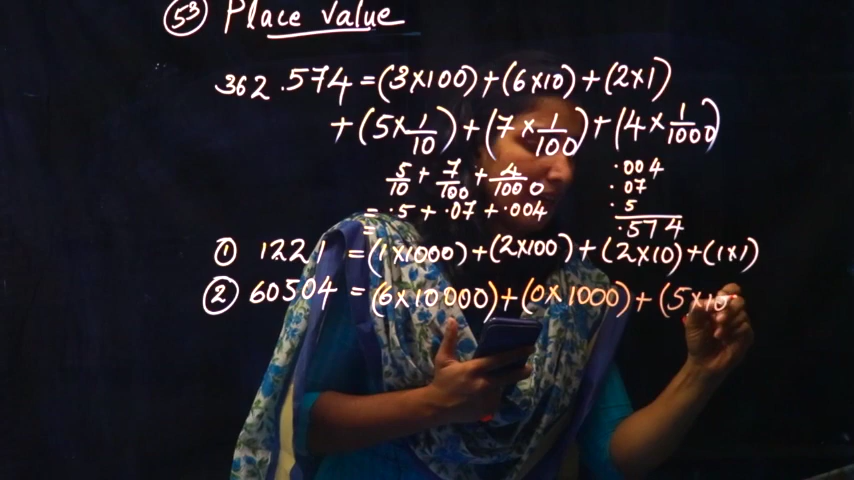 53 Place value
362.574 = (3×100) + (6×10) + (2×1)
+ (5×1/10) + (7×1/100) + (4×1/1000)
5/10 + 7/100 + 4/1000
= .5 + .07 + .004
=
.004
.07
.5
.574
① 1221 = (1×1000) + (2×100) + (2×10) + (1×1)
② 60504 = (6×10000) + (0×1000) + (5×10